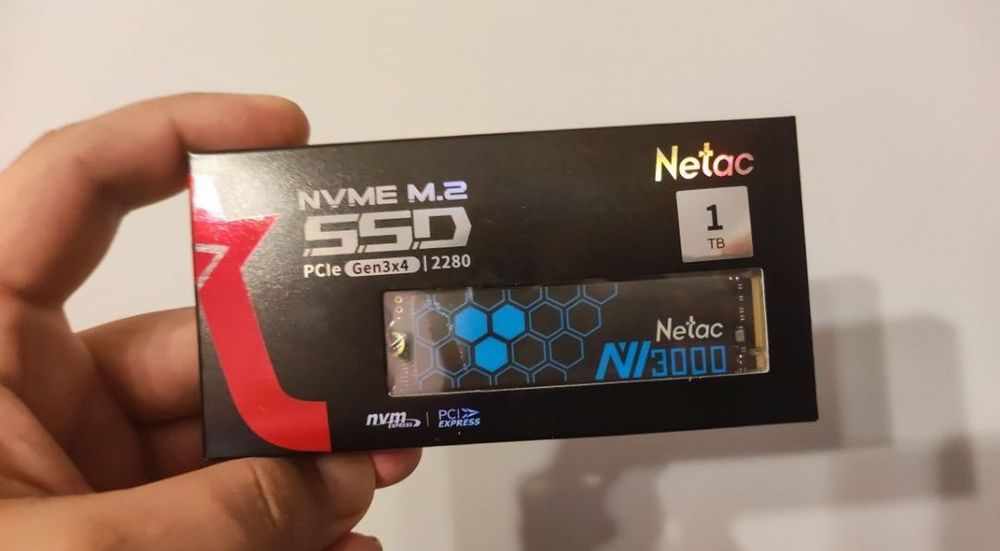 NVME M.2
SSD
PCIe Gen3x4 | 2280
Netac
1
TB
Netac
NV3000
nvm EXPRESS | PCI EXPRESS